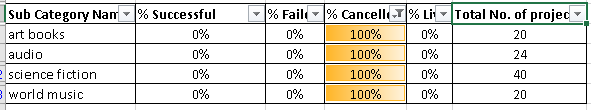 Sub Category Nam % Successful % Faile % Cancelle % Liv Total No. of projec
art books 0% 0% 100% 0% 20
audio 0% 0% 100% 0% 24
science fiction 0% 0% 100% 0% 40
world music 0% 0% 100% 0% 20